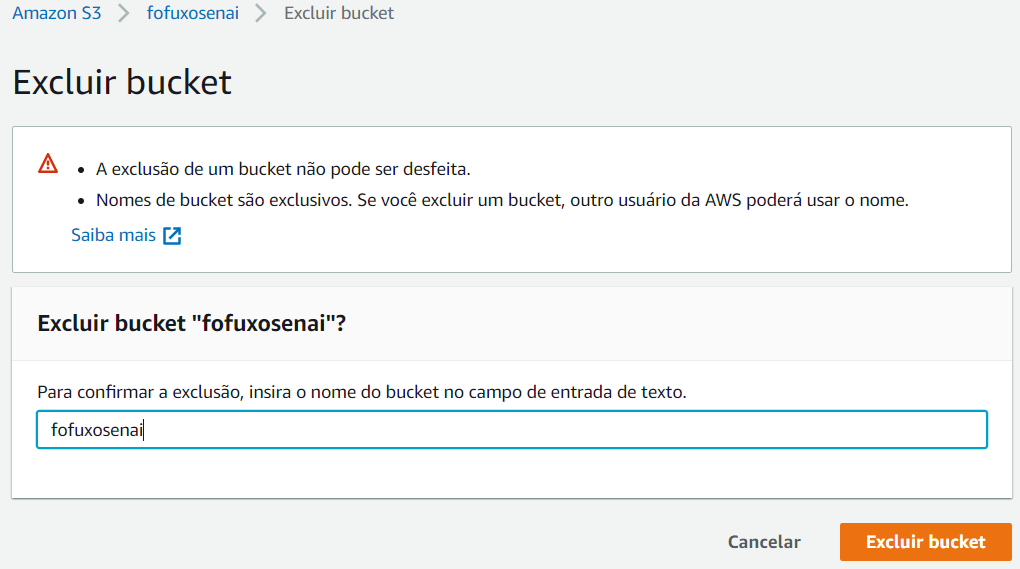 Amazon S3 > fofuxosenai > Excluir bucket
Excluir bucket
• A exclusão de um bucket não pode ser desfeita.
• Nomes de bucket são exclusivos. Se você excluir um bucket, outro usuário da AWS poderá usar o nome.
Saiba mais
Excluir bucket "fofuxosenai"?
Para confirmar a exclusão, insira o nome do bucket no campo de entrada de texto.
fofuxosenai
Cancelar Excluir bucket